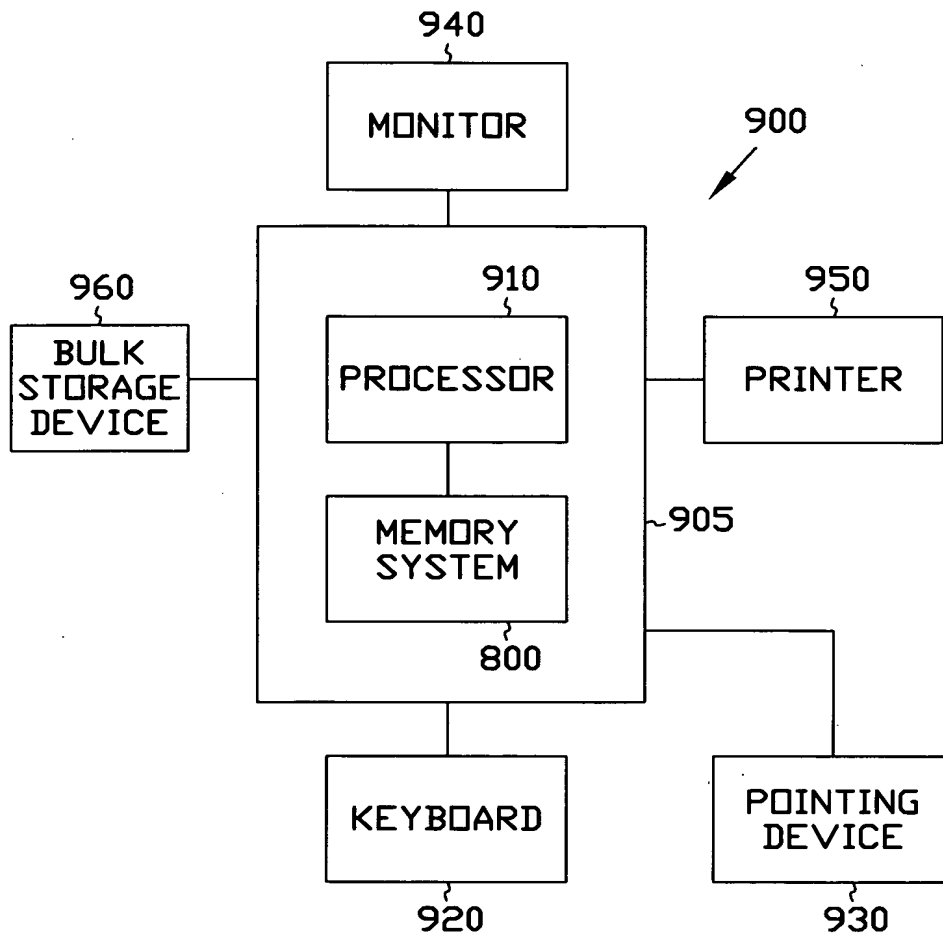 940
MONITOR
900
960
BULK
STORAGE
DEVICE
910
PROCESSOR
950
PRINTER
MEMORY
SYSTEM
905
800
KEYBOARD
920
POINTING
DEVICE
930